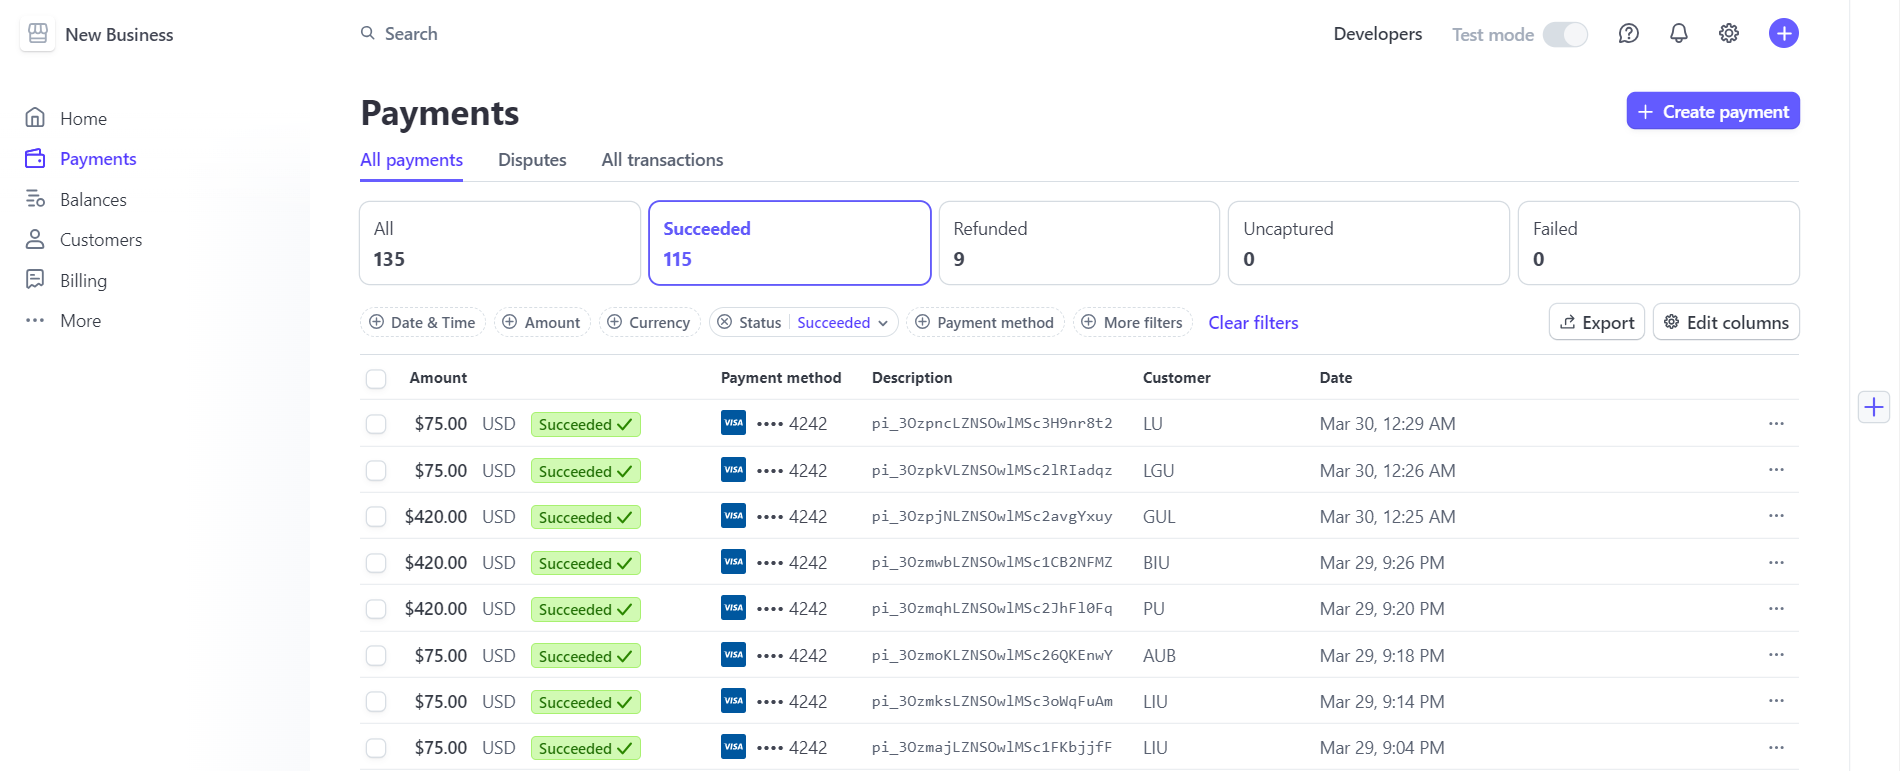 New Business
Search
Developers
Test mode
Home
Payments
Balances
Customers
Billing
More
Payments
Create payment
All payments Disputes All transactions
All
135
Succeeded
115
Refunded
9
Uncaptured
0
Failed
0
Date & Time Amount Currency Status Succeeded Payment method More filters Clear filters Export Edit columns
Amount Payment method Description Customer Date
$75.00 USD Succeeded VISA •••• 4242 pi_3OzpncLZNSOwlMSc3H9nr8t2 LU Mar 30, 12:29 AM
$75.00 USD Succeeded VISA •••• 4242 pi_3OzpkVLZNSOwlMSc2lRIadqz LGU Mar 30, 12:26 AM
$420.00 USD Succeeded VISA •••• 4242 pi_3OzpjNLZNSOwlMSc2avgYxuy GUL Mar 30, 12:25 AM
$420.00 USD Succeeded VISA •••• 4242 pi_3OzmwbLZNSOwlMSc1CB2NFMZ BIU Mar 29, 9:26 PM
$420.00 USD Succeeded VISA •••• 4242 pi_3OzmqhLZNSOwlMSc2JhFl0Fq PU Mar 29, 9:20 PM
$75.00 USD Succeeded VISA •••• 4242 pi_3OzmoKLZNSOwlMSc26QKEnwY AUB Mar 29, 9:18 PM
$75.00 USD Succeeded VISA •••• 4242 pi_3OzmksLZNSOwlMSc3oWqFuAm LIU Mar 29, 9:14 PM
$75.00 USD Succeeded VISA •••• 4242 pi_3OzmajLZNSOwlMSc1FKbjjfF LIU Mar 29, 9:04 PM